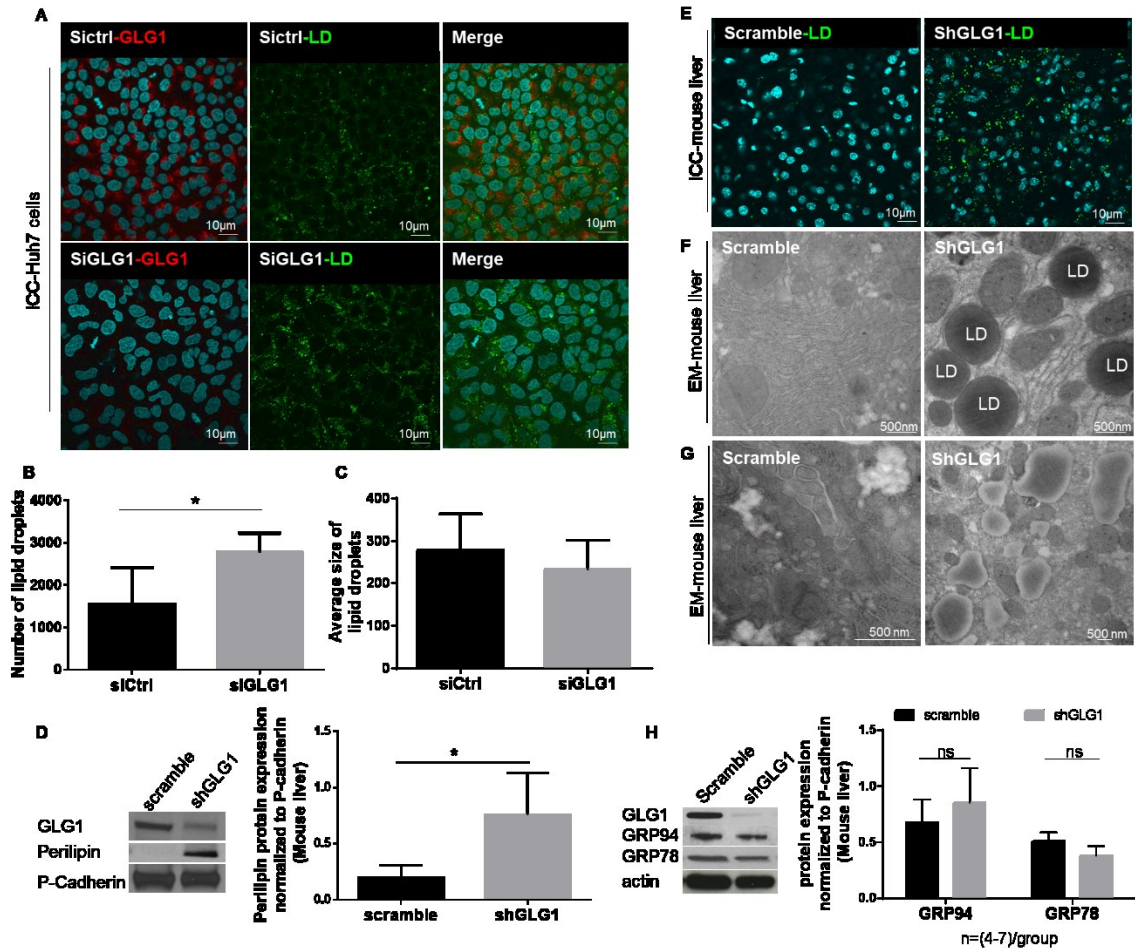 A
Sictrl-GLG1
Sictrl-LD
Merge
10μm
10μm
10μm
SiGLG1-GLG1
SiGLG1-LD
Merge
10μm
10μm
10μm
ICC-Huh7 cells
B
Number of lipid droplets
4000
3000
2000
1000
0
*
siCtrl
siGLG1
C
Average size of
lipid droplets
400
300
200
100
0
siCtrl
siGLG1
D
scramble
shGLG1
GLG1
Perilipin
P-Cadherin
Perilipin protein expression
normalized to P-cadherin
(Mouse liver)
1.5
1.0
0.5
0.0
*
scramble
shGLG1
E
Scramble-LD
ShGLG1-LD
ICC-mouse liver
10μm
10μm
F
Scramble
ShGLG1
EM-mouse liver
LD
LD
LD
LD
LD
500nm
500nm
G
Scramble
ShGLG1
EM-mouse liver
500 nm
500 nm
H
Scramble
shGLG1
GLG1
GRP94
GRP78
actin
scramble
shGLG1
protein expression
normalized to P-cadherin
(Mouse liver)
1.5
1.0
0.5
0.0
ns
ns
GRP94
GRP78
n=(4-7)/group